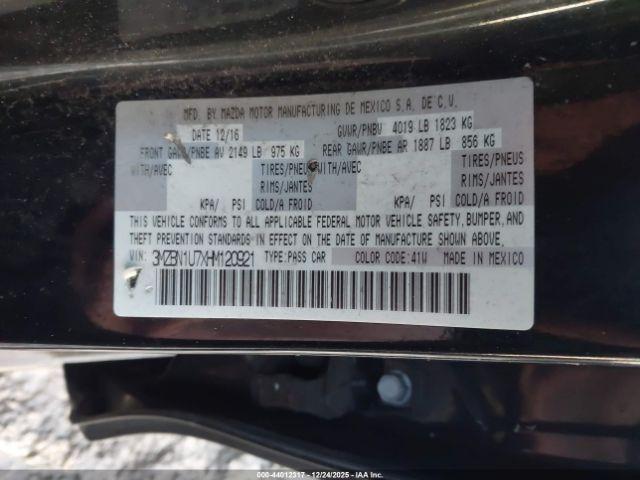 MFD. BY MAZDA MOTOR MANUFACTURING DE MEXICO S.A. DE C.V.
DATE 12/16 GVWR/PNBV 4019 LB 1823 KG
FRONT GAWR/PNBE AV 2149 LB 975 KG REAR GAWR/PNBE AR 1887 LB 856 KG
WITH/AVEC TIRES/PNEU WITH/AVEC TIRES/PNEUS
RIMS/JANTES RIMS/JANTES
KPA/ PSI COLD/A FROID KPA/ PSI COLD/A FROID
THIS VEHICLE CONFORMS TO ALL APPLICABLE FEDERAL MOTOR VEHICLE SAFETY, BUMPER, AND
THEFT PREVENTION STANDARDS IN EFFECT ON THE DATE OF MANUFACTURE SHOWN ABOVE.
VIN: 3MZBN1U7XHM120921 TYPE:PASS CAR COLOR CODE:41W MADE IN MEXICO
000-44012317 - 12/24/2025 - IAAI.COM